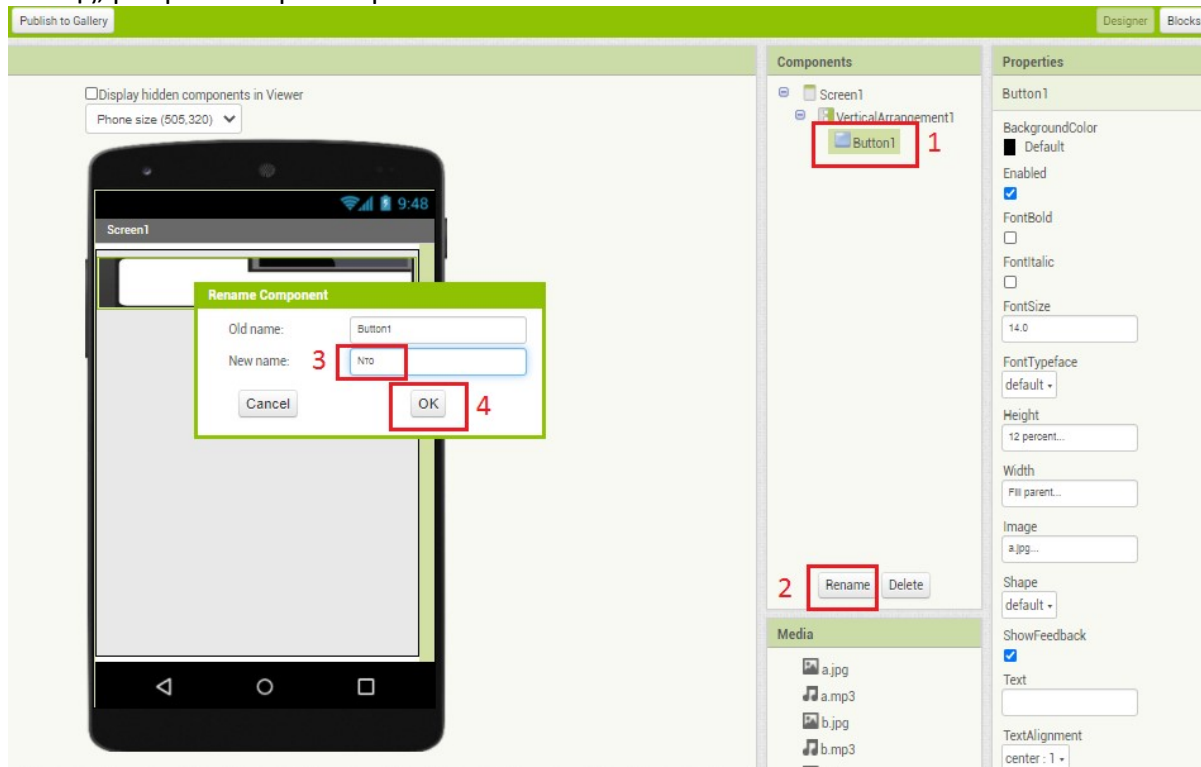 Publish to Gallery
Designer
Blocks
Components
Properties
Display hidden components in Viewer
Phone size (505,320)
9:48
Screen1
Rename Component
Old name:
Button1
New name:
3
Nто
Cancel
OK
4
Screen1
VerticalArrangement1
Button1
1
2
Rename
Delete
Media
a.jpg
a.mp3
b.jpg
b.mp3
Button1
BackgroundColor
Default
Enabled
FontBold
FontItalic
FontSize
14.0
FontTypeface
default
Height
12 percent...
Width
Fill parent...
Image
a.jpg...
Shape
default
ShowFeedback
Text
TextAlignment
center : 1